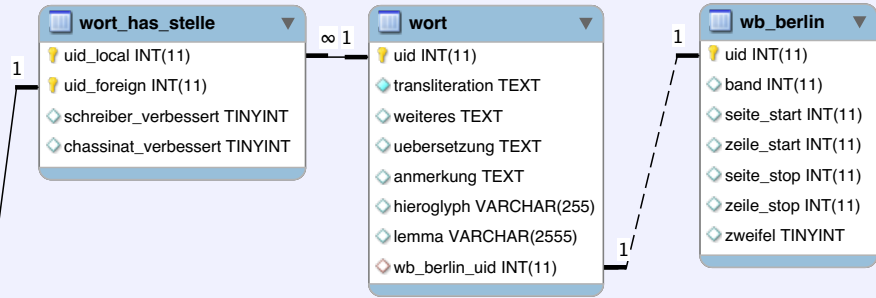 wort_has_stelle
uid_local INT(11)
uid_foreign INT(11)
schreiber_verbessert TINYINT
chassinat_verbessert TINYINT
1
∞ 1
wort
uid INT(11)
transliteration TEXT
weiteres TEXT
uebersetzung TEXT
anmerkung TEXT
hieroglyph VARCHAR(255)
lemma VARCHAR(2555)
wb_berlin_uid INT(11)
1
1
wb_berlin
uid INT(11)
band INT(11)
seite_start INT(11)
zeile_start INT(11)
seite_stop INT(11)
zeile_stop INT(11)
zweifel TINYINT